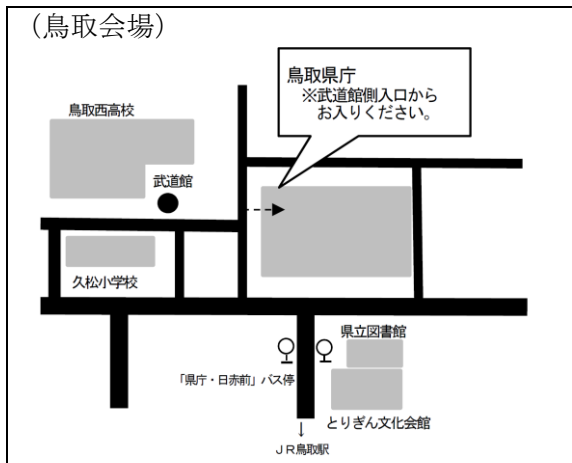 （鳥取会場）
鳥取県庁
※武道館側入口から
お入りください。
鳥取西高校
武道館
久松小学校
県立図書館
「県庁・日赤前」バス停
とりぎん文化会館
↓
ＪＲ鳥取駅